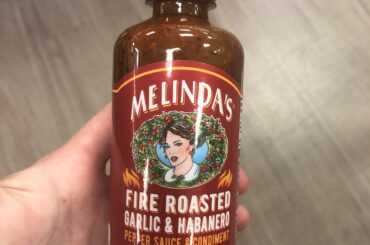 MELINDA'S
FIRE ROASTED
GARLIC & HABANERO
PEPPER SAUCE & CONDIMENT